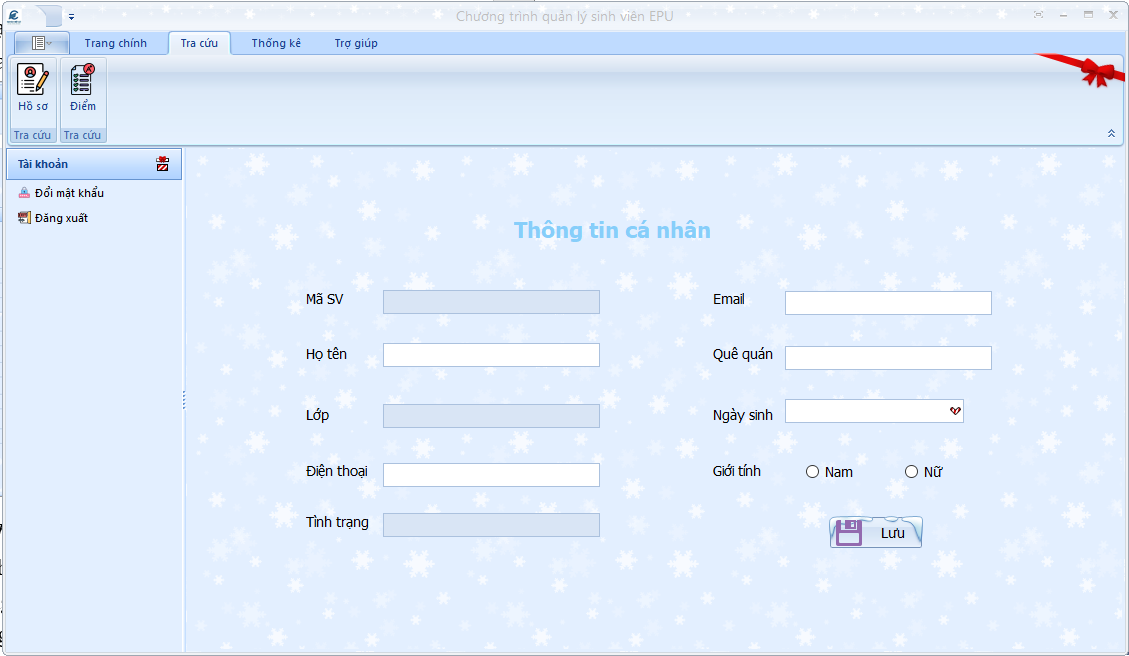 Chương trình quản lý sinh viên EPU
Trang chính Tra cứu Thống kê Trợ giúp
Hồ sơ Điểm
Tra cứu Tra cứu
Tài khoản
Đổi mật khẩu
Đăng xuất
Thông tin cá nhân
Mã SV Email
Họ tên Quê quán
Lớp Ngày sinh
Điện thoại Giới tính Nam Nữ
Tình trạng Lưu